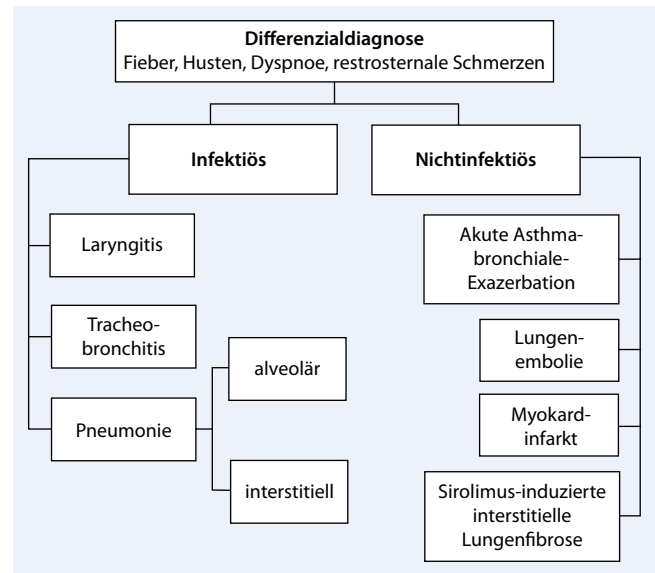 Differenzialdiagnose
Fieber, Husten, Dyspnoe, restrosternale Schmerzen
Infektiös
Nichtinfektiös
Laryngitis
Tracheo-
bronchitis
Pneumonie
alveolär
interstitiell
Akute Asthma-
bronchiale-
Exazerbation
Lungen-
embolie
Myokard-
infarkt
Sirolimus-induzierte
interstitielle
Lungenfibrose